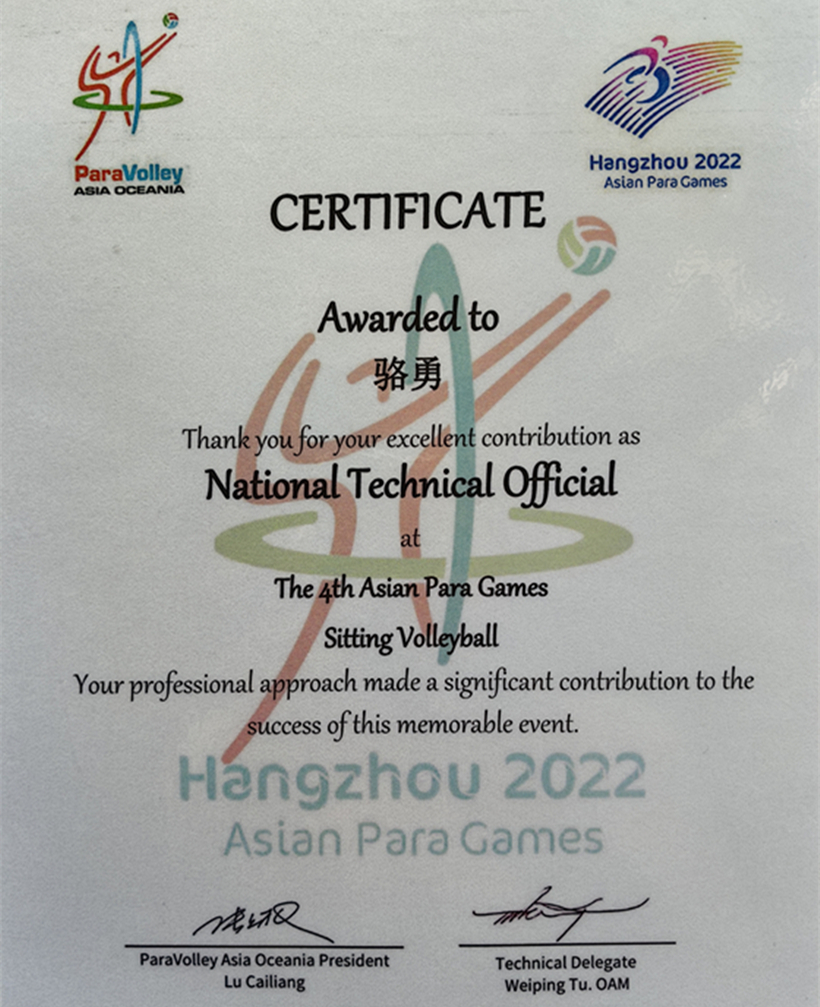 ParaVolley
ASIA OCEANIA
Hangzhou 2022
Asian Para Games
CERTIFICATE
Awarded to
骆勇
Thank you for your excellent contribution as
National Technical Official
at
The 4th Asian Para Games
Sitting Volleyball
Your professional approach made a significant contribution to the
success of this memorable event.
Hangzhou 2022
Asian Para Games
ParaVolley Asia Oceania President
Lu Cailiang
Technical Delegate
Weiping Tu. OAM